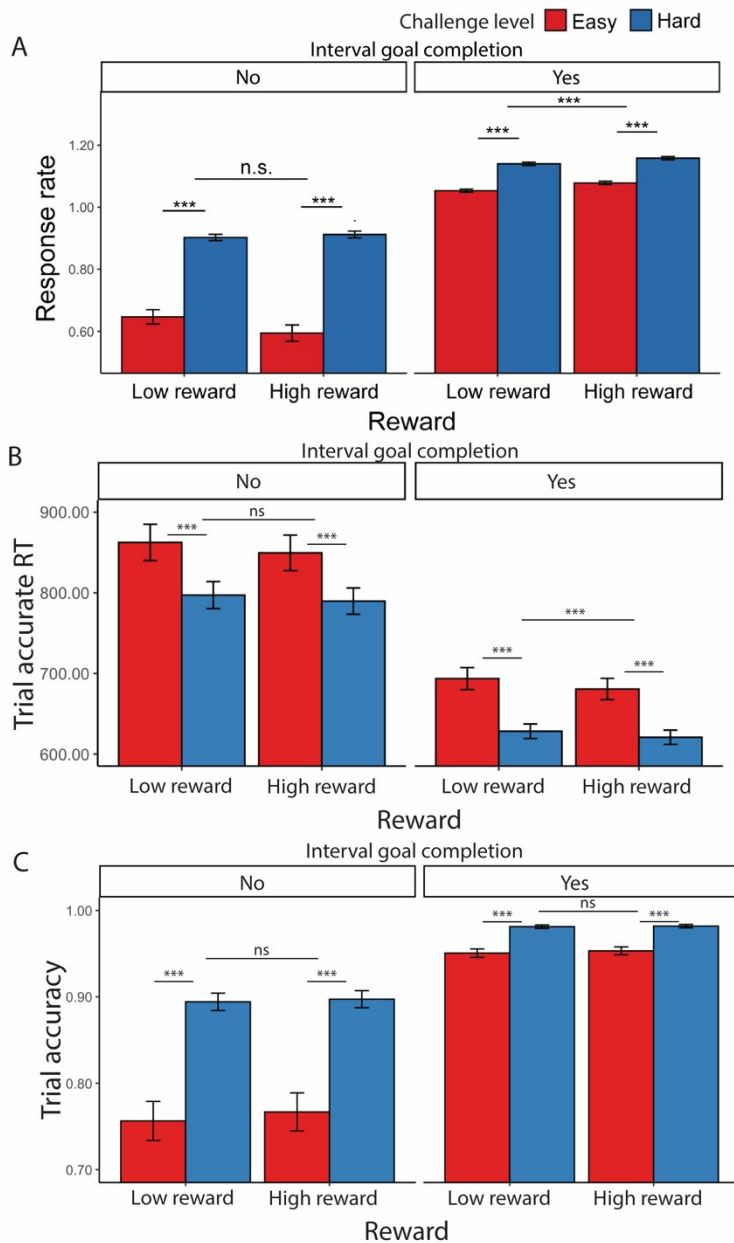 Challenge level Easy Hard
A
Interval goal completion
No Yes
Response rate
1.20
1.00
0.80
0.60
*** n.s. *** *** *** ***
Low reward High reward Low reward High reward
Reward
B
Interval goal completion
No Yes
Trial accurate RT
900.00
800.00
700.00
600.00
*** ns *** *** *** ***
Low reward High reward Low reward High reward
Reward
C
Interval goal completion
No Yes
Trial accuracy
1.00
0.90
0.80
0.70
*** ns *** *** ns ***
Low reward High reward Low reward High reward
Reward